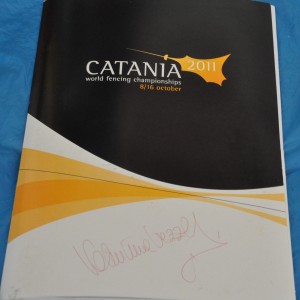 CATANIA 2011
world fencing championships
8/16 october